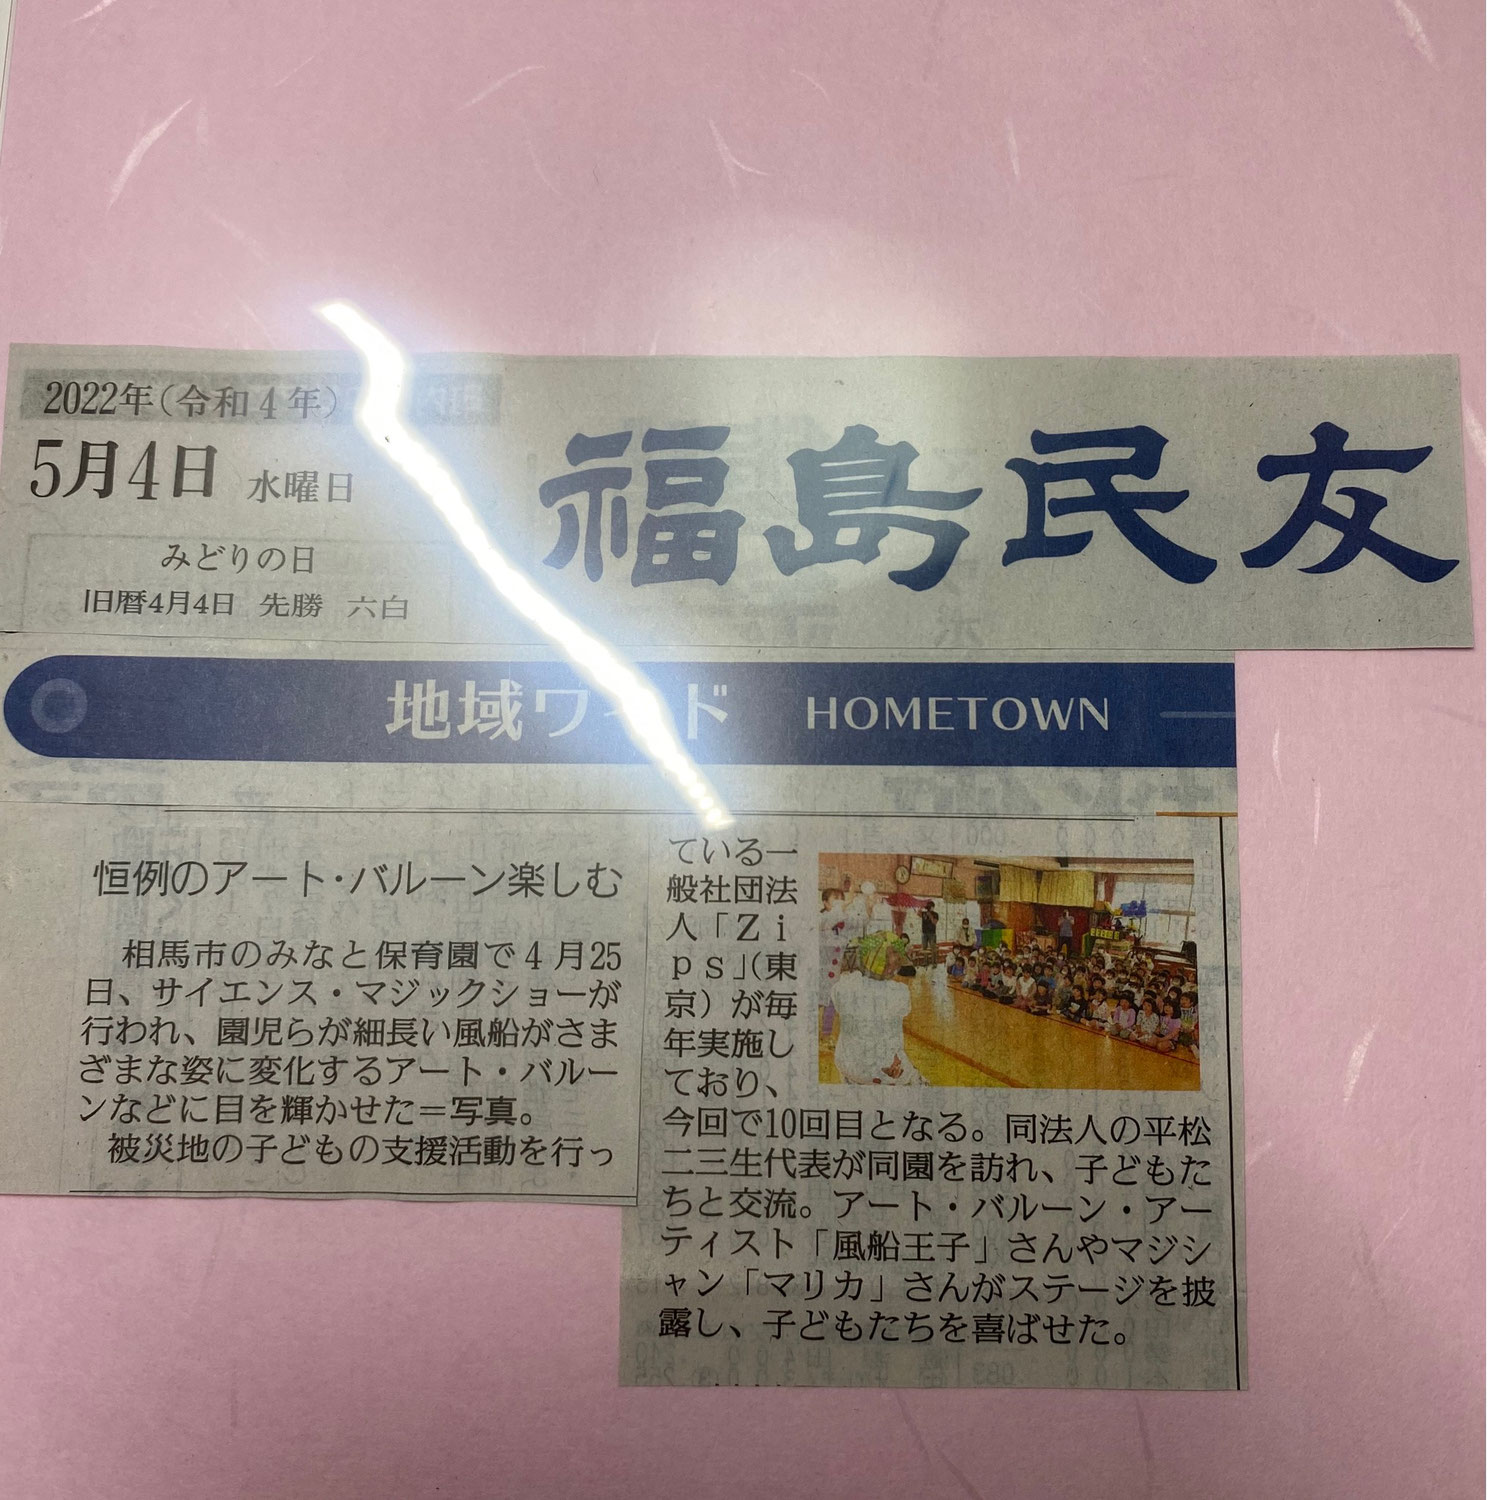 2022年(令和4年)
5月4日 水曜日
みどりの日
旧暦4月4日 先勝 六白
福島民友
地域ワイド HOMETOWN
恒例のアート・バルーン楽しむ
相馬市のみなと保育園で4月25
日、サイエンス・マジックショーが
行われ、園児らが細長い風船がさま
ざまな姿に変化するアート・バルー
ンなどに目を輝かせた＝写真。
被災地の子どもの支援活動を行っ
ている一
般社団法
人「Zi
ps」(東
京）が毎
年実施し
ており、
今回で10回目となる。同法人の平松
二三生代表が同園を訪れ、子どもた
ちと交流。アート・バルーン・アー
ティスト「風船王子」さんやマジシ
ャン「マリカ」さんがステージを披
露し、子どもたちを喜ばせた。